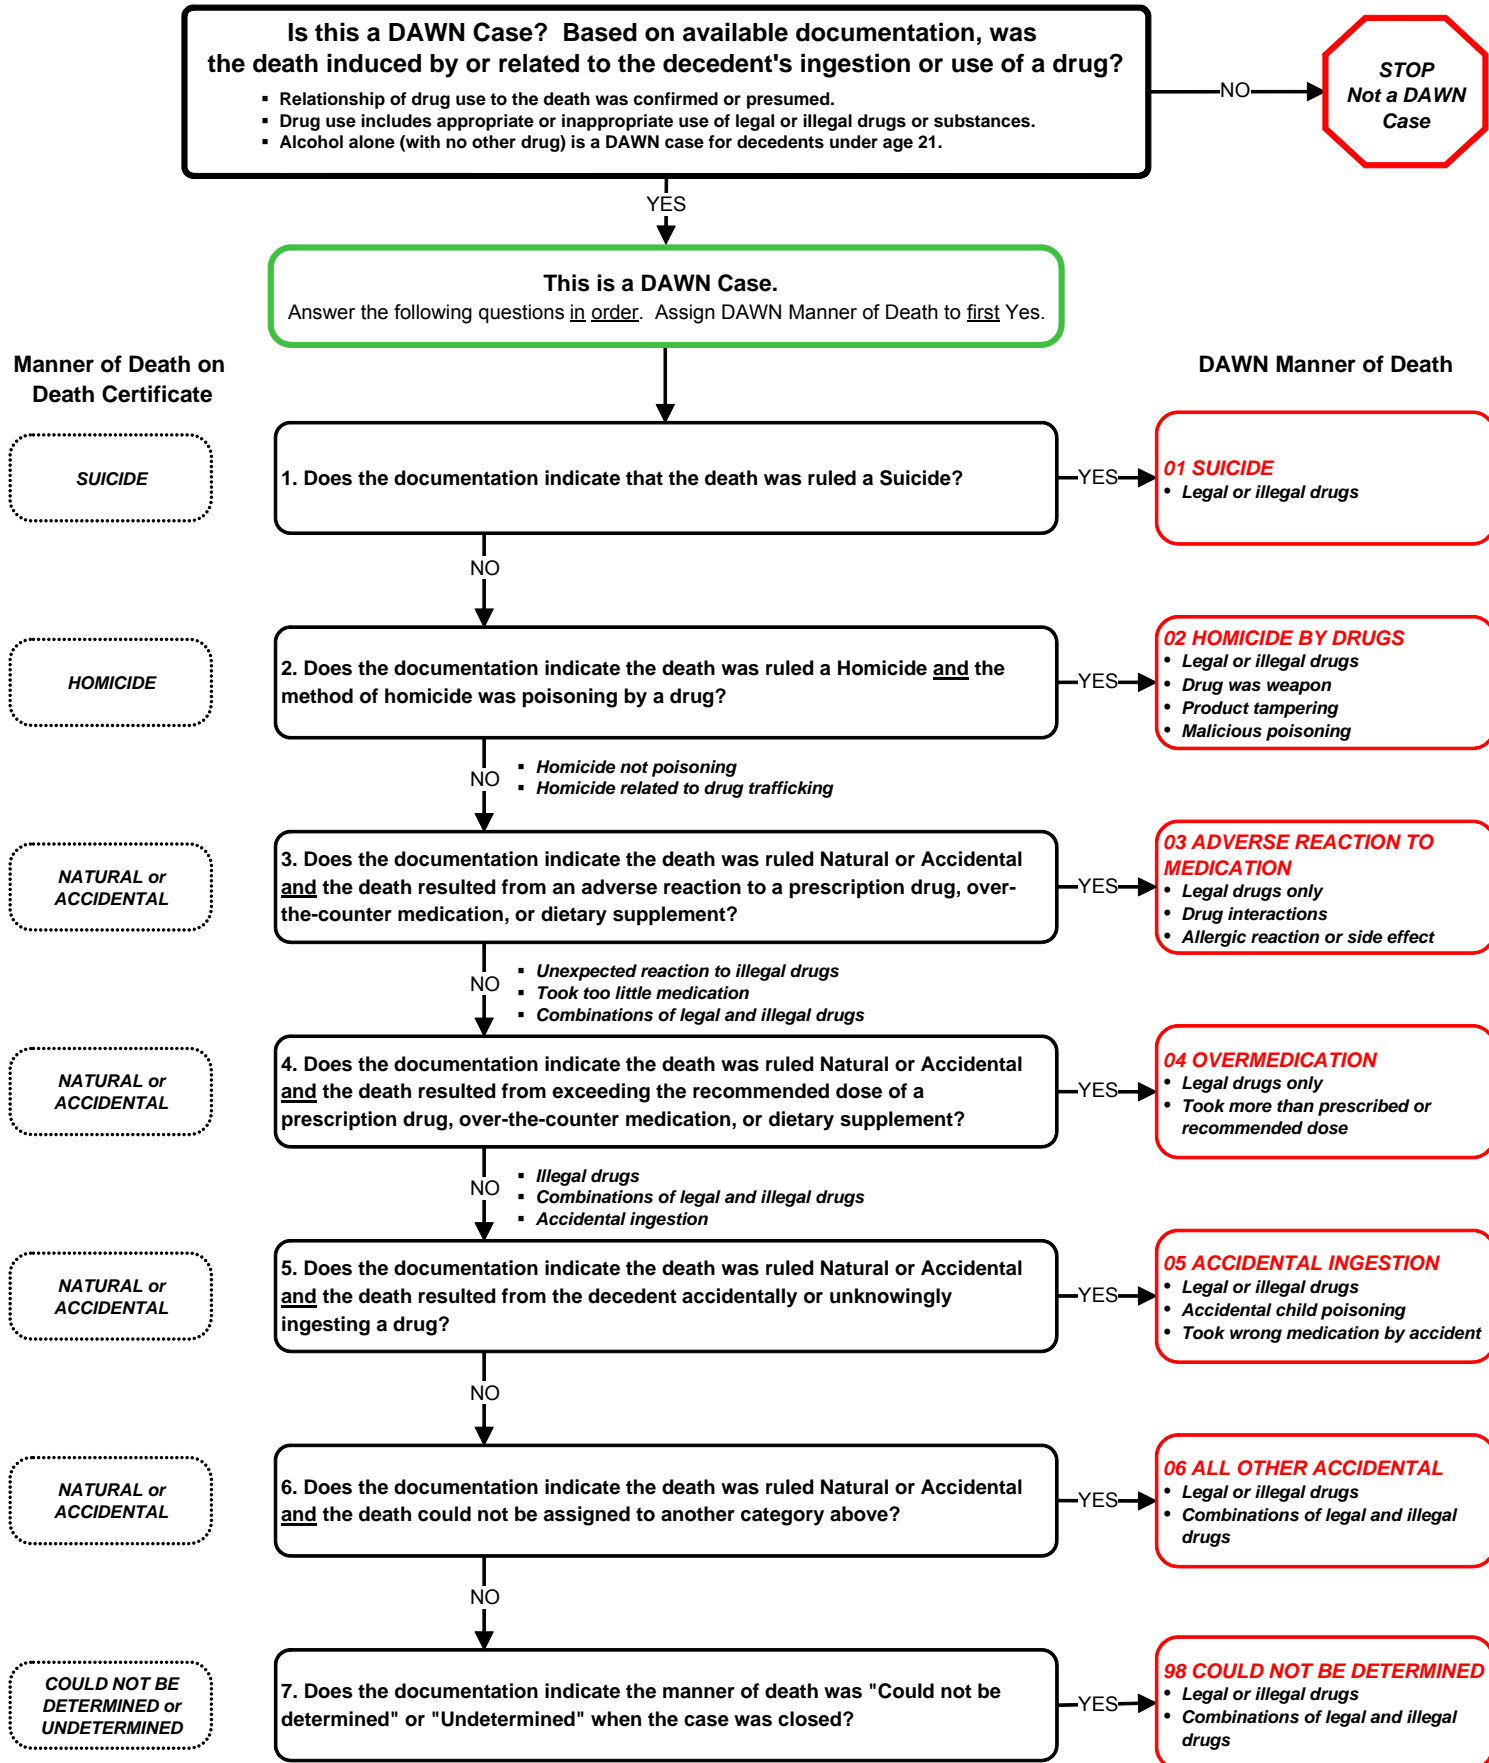 Is this a DAWN Case?  Based on available documentation, was
the death induced by or related to the decedent's ingestion or use of a drug?
▪ Relationship of drug use to the death was confirmed or presumed.
▪ Drug use includes appropriate or inappropriate use of legal or illegal drugs or substances.
▪ Alcohol alone (with no other drug) is a DAWN case for decedents under age 21.
NO
STOP
Not a DAWN
Case
YES
This is a DAWN Case.
Answer the following questions in order.  Assign DAWN Manner of Death to first Yes.
Manner of Death on
Death Certificate
DAWN Manner of Death
SUICIDE
1. Does the documentation indicate that the death was ruled a Suicide?
YES
01 SUICIDE
• Legal or illegal drugs
NO
HOMICIDE
2. Does the documentation indicate the death was ruled a Homicide and the
method of homicide was poisoning by a drug?
YES
02 HOMICIDE BY DRUGS
• Legal or illegal drugs
• Drug was weapon
• Product tampering
• Malicious poisoning
NO
▪ Homicide not poisoning
▪ Homicide related to drug trafficking
NATURAL or
ACCIDENTAL
3. Does the documentation indicate the death was ruled Natural or Accidental
and the death resulted from an adverse reaction to a prescription drug, over-
the-counter medication, or dietary supplement?
YES
03 ADVERSE REACTION TO
MEDICATION
• Legal drugs only
• Drug interactions
• Allergic reaction or side effect
NO
▪ Unexpected reaction to illegal drugs
▪ Took too little medication
▪ Combinations of legal and illegal drugs
NATURAL or
ACCIDENTAL
4. Does the documentation indicate the death was ruled Natural or Accidental
and the death resulted from exceeding the recommended dose of a
prescription drug, over-the-counter medication, or dietary supplement?
YES
04 OVERMEDICATION
• Legal drugs only
• Took more than prescribed or
recommended dose
NO
▪ Illegal drugs
▪ Combinations of legal and illegal drugs
▪ Accidental ingestion
NATURAL or
ACCIDENTAL
5. Does the documentation indicate the death was ruled Natural or Accidental
and the death resulted from the decedent accidentally or unknowingly
ingesting a drug?
YES
05 ACCIDENTAL INGESTION
• Legal or illegal drugs
• Accidental child poisoning
• Took wrong medication by accident
NO
NATURAL or
ACCIDENTAL
6. Does the documentation indicate the death was ruled Natural or Accidental
and the death could not be assigned to another category above?
YES
06 ALL OTHER ACCIDENTAL
• Legal or illegal drugs
• Combinations of legal and illegal
drugs
NO
COULD NOT BE
DETERMINED or
UNDETERMINED
7. Does the documentation indicate the manner of death was "Could not be
determined" or "Undetermined" when the case was closed?
YES
98 COULD NOT BE DETERMINED
• Legal or illegal drugs
• Combinations of legal and illegal
drugs